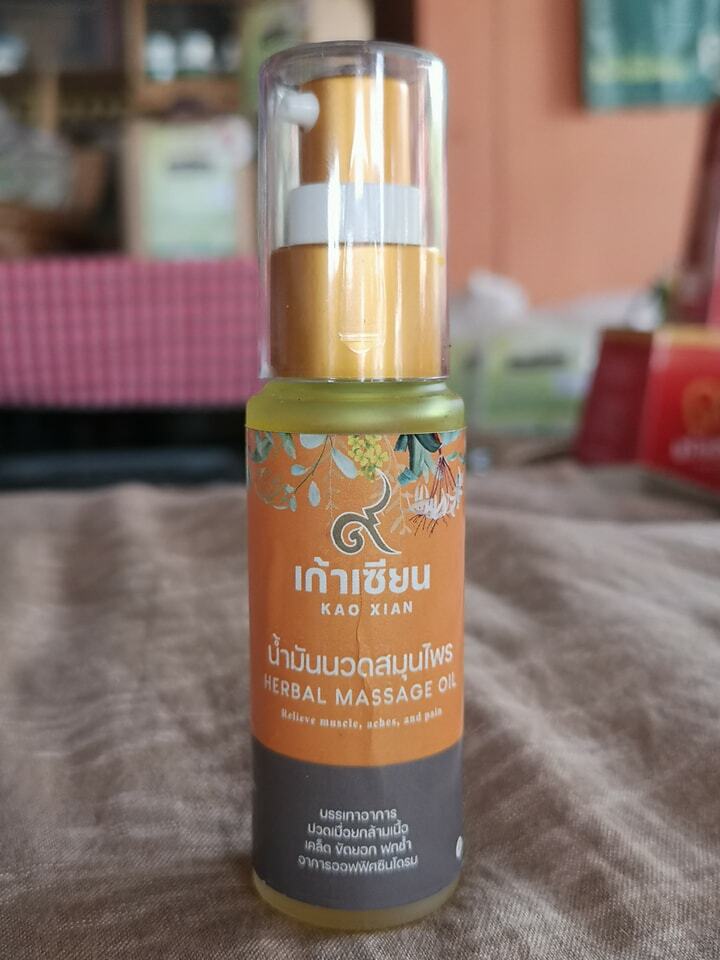 ๙
เก้าเซียน
KAO XIAN
น้ำมันนวดสมุนไพร
HERBAL MASSAGE OIL
Relieve muscle, aches, and pain
บรรเทาอาการ
ปวดเมื่อยกล้ามเนื้อ
เคล็ด ขัดยอก ฟกช้ำ
อาการออฟฟิศซินโดรม